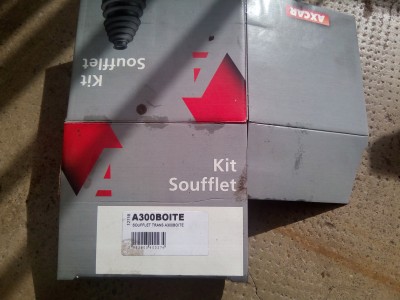 AXCAR
Kit
Soufflet
Kit
Soufflet
A300BOITE
SOUFFLET TRANS A300BOITE